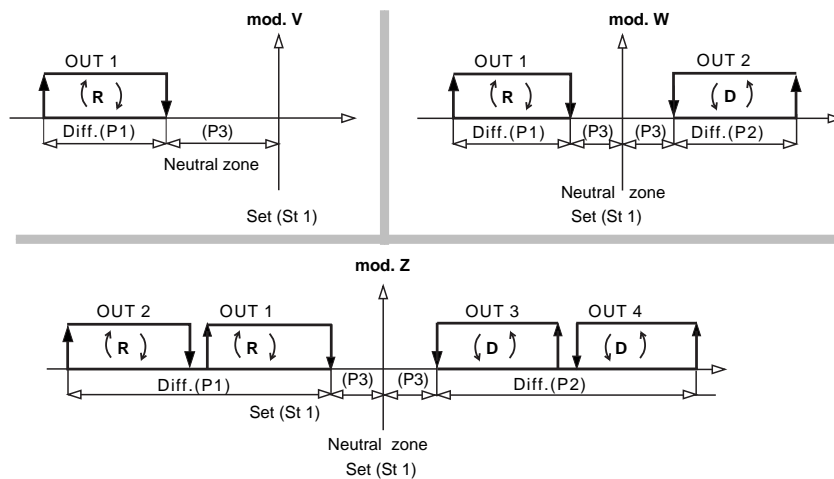 mod. V
OUT 1
R
Diff.(P1)
(P3)
Neutral zone
Set (St 1)
mod. W
OUT 1
OUT 2
R
D
Diff.(P1)
(P3)
(P3)
Diff.(P2)
Neutral zone
Set (St 1)
mod. Z
OUT 2
OUT 1
OUT 3
OUT 4
R
R
D
D
Diff.(P1)
(P3)
(P3)
Diff.(P2)
Set (St 1)
Neutral zone
Set (St 1)